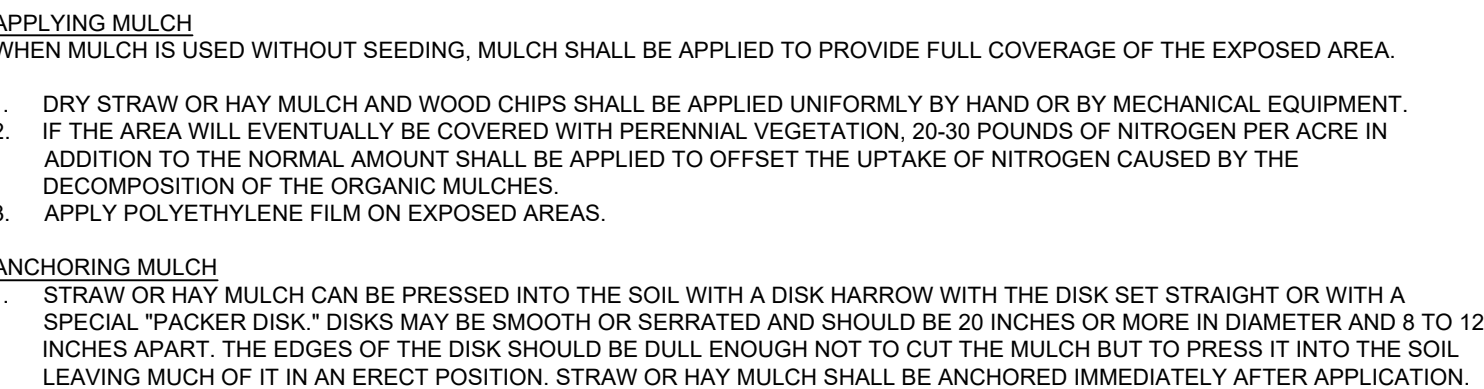 APPLYING MULCH
WHEN MULCH IS USED WITHOUT SEEDING, MULCH SHALL BE APPLIED TO PROVIDE FULL COVERAGE OF THE EXPOSED AREA.
1. DRY STRAW OR HAY MULCH AND WOOD CHIPS SHALL BE APPLIED UNIFORMLY BY HAND OR BY MECHANICAL EQUIPMENT.
2. IF THE AREA WILL EVENTUALLY BE COVERED WITH PERENNIAL VEGETATION, 20-30 POUNDS OF NITROGEN PER ACRE IN
ADDITION TO THE NORMAL AMOUNT SHALL BE APPLIED TO OFFSET THE UPTAKE OF NITROGEN CAUSED BY THE
DECOMPOSITION OF THE ORGANIC MULCHES.
3. APPLY POLYETHYLENE FILM ON EXPOSED AREAS.
ANCHORING MULCH
1. STRAW OR HAY MULCH CAN BE PRESSED INTO THE SOIL WITH A DISK HARROW WITH THE DISK SET STRAIGHT OR WITH A
SPECIAL "PACKER DISK." DISKS MAY BE SMOOTH OR SERRATED AND SHOULD BE 20 INCHES OR MORE IN DIAMETER AND 8 TO 12
INCHES APART. THE EDGES OF THE DISK SHOULD BE DULL ENOUGH NOT TO CUT THE MULCH BUT TO PRESS IT INTO THE SOIL
LEAVING MUCH OF IT IN AN ERECT POSITION. STRAW OR HAY MULCH SHALL BE ANCHORED IMMEDIATELY AFTER APPLICATION.